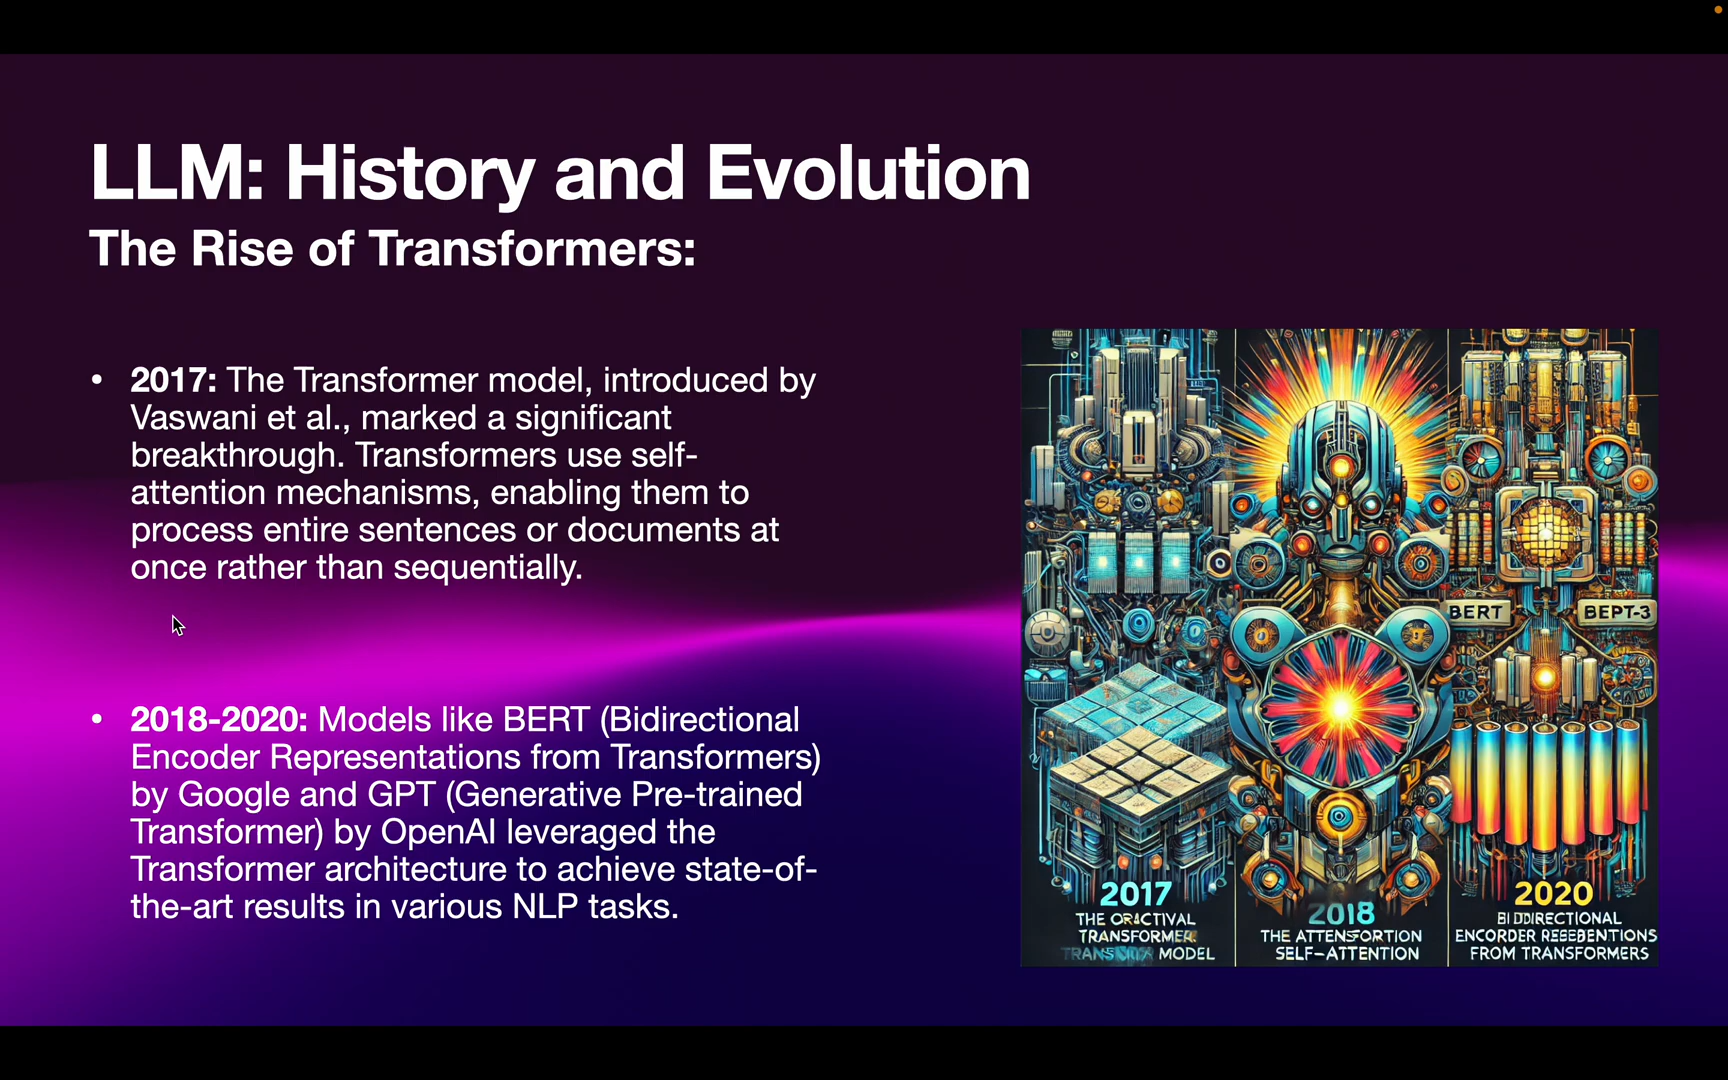 LLM: History and Evolution
The Rise of Transformers:
• 2017: The Transformer model, introduced by
Vaswani et al., marked a significant
breakthrough. Transformers use self-
attention mechanisms, enabling them to
process entire sentences or documents at
once rather than sequentially.
• 2018-2020: Models like BERT (Bidirectional
Encoder Representations from Transformers)
by Google and GPT (Generative Pre-trained
Transformer) by OpenAI leveraged the
Transformer architecture to achieve state-of-
the-art results in various NLP tasks.
BERT
BEPT-3
2017
THE ORACTIVAL
TRANSFORMER
MODEL
2018
THE ATTENSFORTION
SELF-ATTENTION
2020
BIDDIRECTIONAL
ENCORDER RESEBENTIONS
FROM TRANSFORMERS